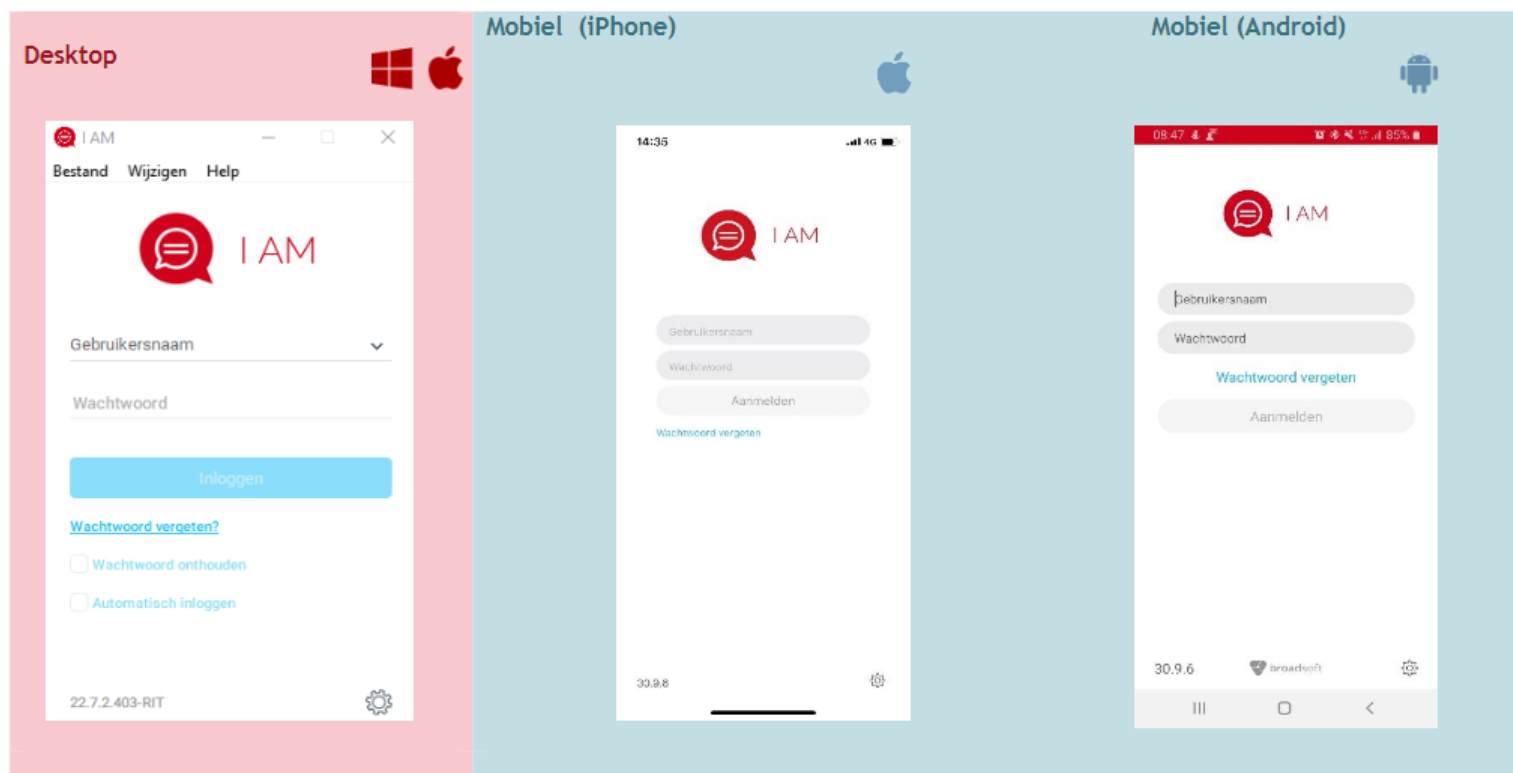 Desktop
I AM
Bestand Wijzigen Help
I AM
Gebruikersnaam
Wachtwoord
Inloggen
Wachtwoord vergeten?
Wachtwoord onthouden
Automatisch inloggen
22.7.2.403-RIT
Mobiel (iPhone)
14:35 4G
I AM
Gebruikersnaam
Wachtwoord
Aanmelden
Wachtwoord vergeten
30.9.8
Mobiel (Android)
08:47 85%
I AM
Gebruikersnaam
Wachtwoord
Wachtwoord vergeten
Aanmelden
30.9.6 broadsoft